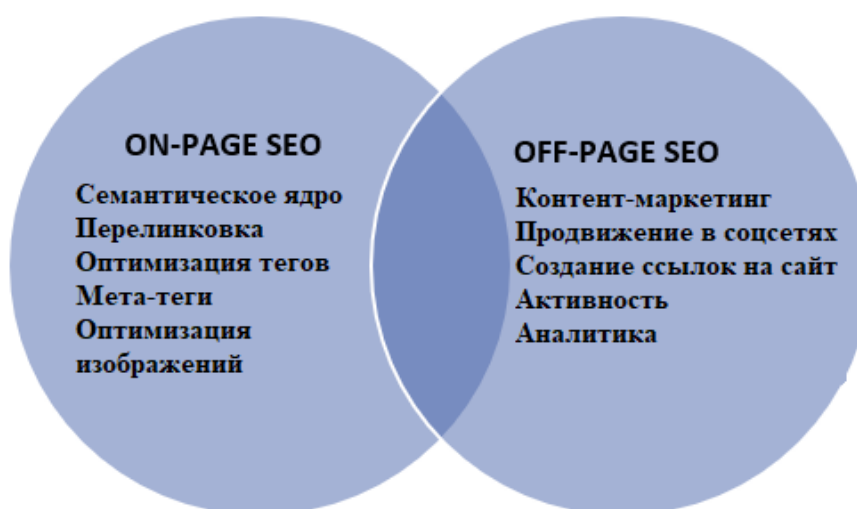 ON-PAGE SEO
Семантическое ядро
Перелинковка
Оптимизация тегов
Мета-теги
Оптимизация
изображений
OFF-PAGE SEO
Контент-маркетинг
Продвижение в соцсетях
Создание ссылок на сайт
Активность
Аналитика